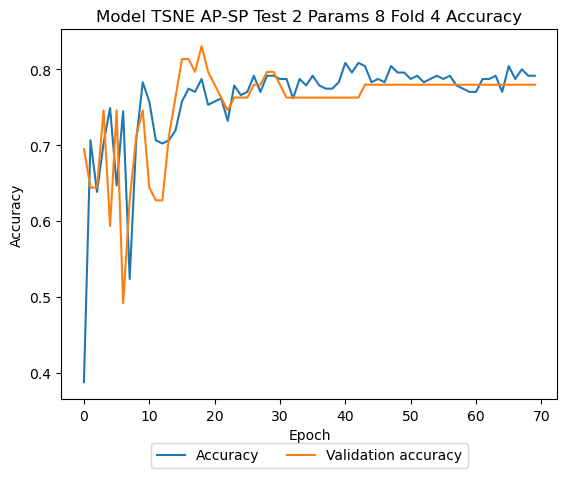 Model TSNE AP-SP Test 2 Params 8 Fold 4 Accuracy
0.8
0.7
0.6
0.5
0.4
Accuracy
0 10 20 30 40 50 60 70
Epoch
Accuracy Validation accuracy